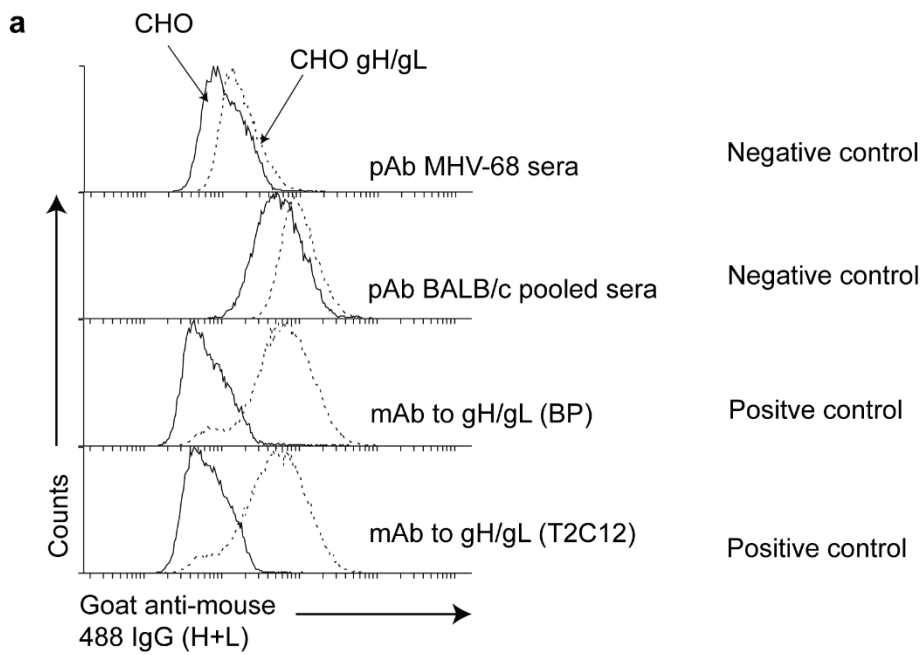 a
CHO
CHO gH/gL
pAb MHV-68 sera
Negative control
pAb BALB/c pooled sera
Negative control
mAb to gH/gL (BP)
Positve control
mAb to gH/gL (T2C12)
Positive control
Counts
Goat anti-mouse
488 IgG (H+L)